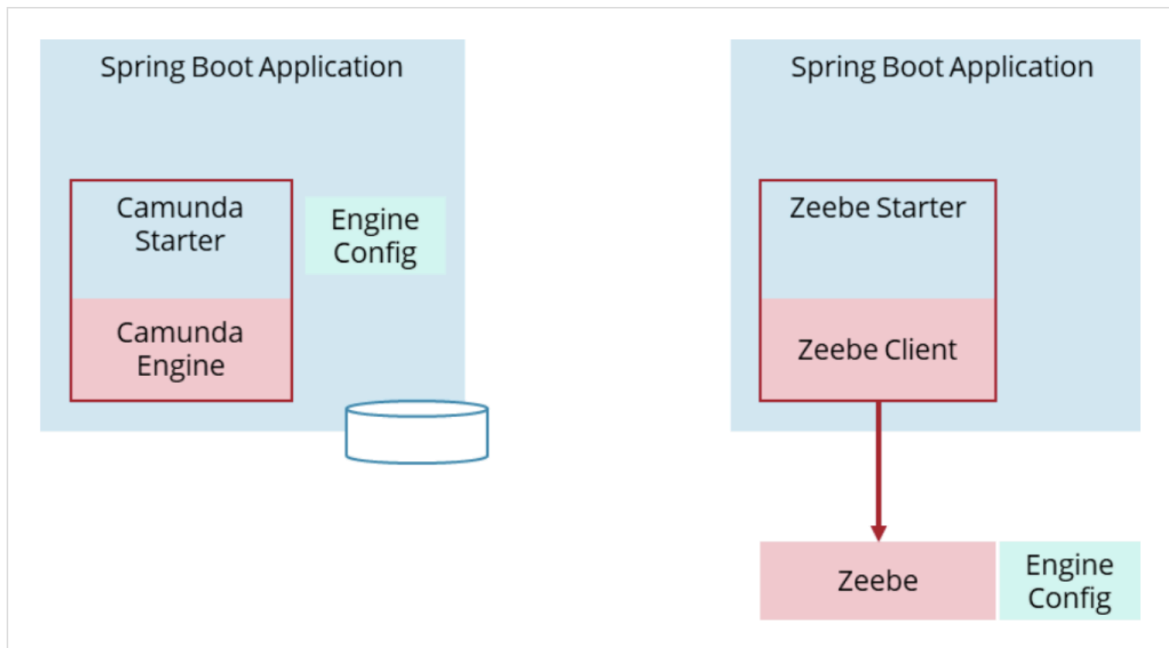 Spring Boot Application
Camunda
Starter
Engine
Config
Camunda
Engine
Spring Boot Application
Zeebe Starter
Zeebe Client
Zeebe
Engine
Config